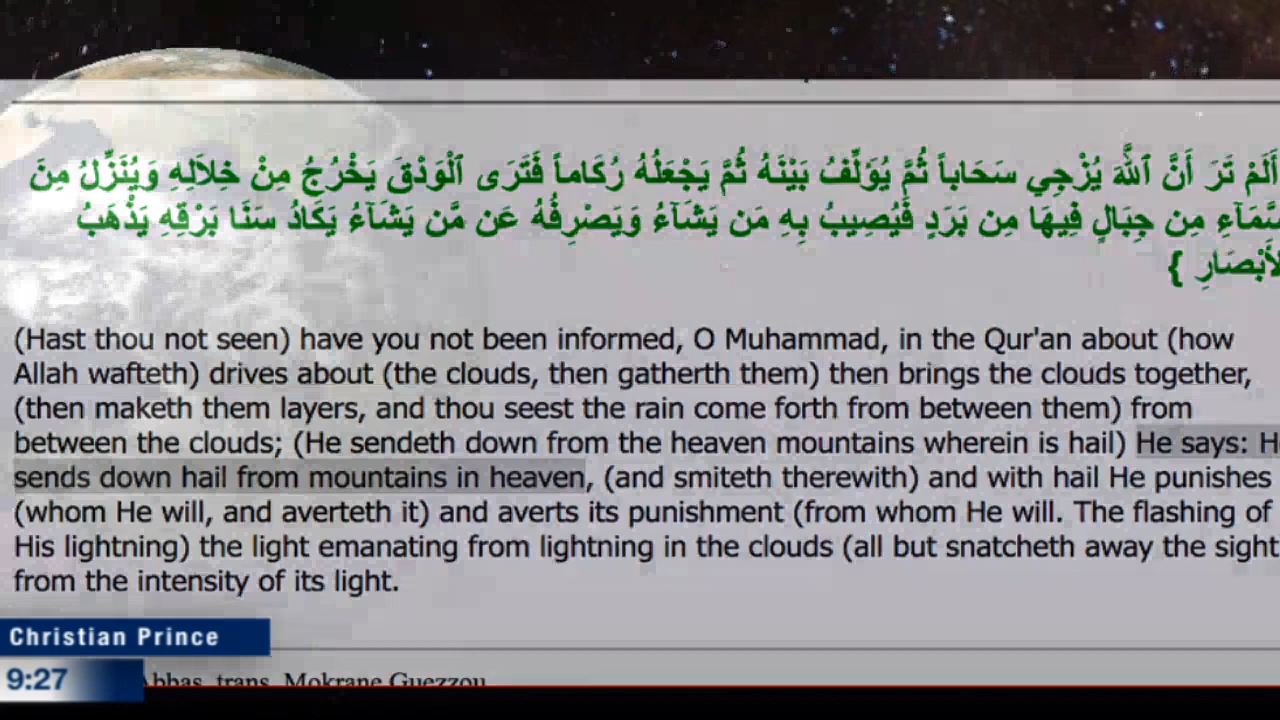 أَلَمْ تَرَ أَنَّ ٱللَّهَ يُزْجِي سَحَاباً ثُمَّ يُؤَلِّفُ بَيْنَهُ ثُمَّ يَجْعَلُهُ رُكَاماً فَتَرَى ٱلْوَدْقَ يَخْرُجُ مِنْ خِلاَلِهِ وَيُنَزِّلُ مِنَ
سَّمَآءِ مِن جِبَالٍ فِيهَا مِن بَرَدٍ فَيُصِيبُ بِهِ مَن يَشَآءُ وَيَصْرِفُهُ عَن مَّن يَشَآءُ يَكَادُ سَنَا بَرْقِهِ يَذْهَبُ
لأَبْصَارِ }
(Hast thou not seen) have you not been informed, O Muhammad, in the Qur'an about (how
Allah wafteth) drives about (the clouds, then gatherth them) then brings the clouds together,
(then maketh them layers, and thou seest the rain come forth from between them) from
between the clouds; (He sendeth down from the heaven mountains wherein is hail) He says: H
sends down hail from mountains in heaven, (and smiteth therewith) and with hail He punishes
(whom He will, and averteth it) and averts its punishment (from whom He will. The flashing of
His lightning) the light emanating from lightning in the clouds (all but snatcheth away the sight
from the intensity of its light.
Christian Prince
9:27
Abbas, trans. Mokrane Guezzou